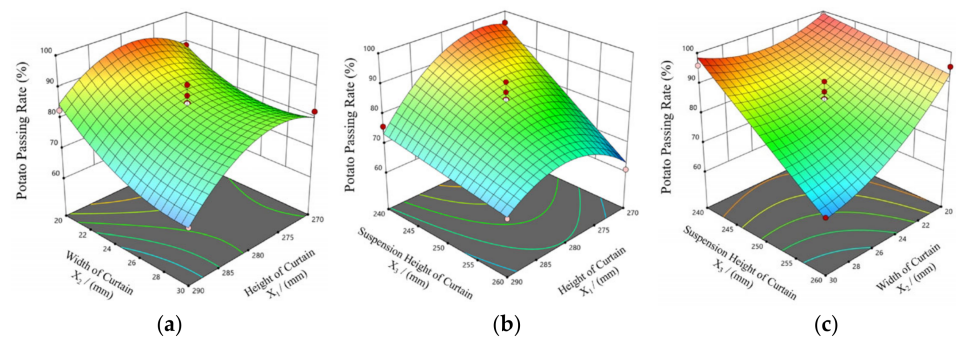 Potato Passing Rate (%)
100
90
80
70
60
20
22
24
26
28
30
290
285
280
275
270
Width of Curtain
X₂ / (mm)
Height of Curtain
X₁/ (mm)
(a)
Potato Passing Rate (%)
100
90
80
70
60
240
245
250
255
260
290
285
280
275
270
Suspension Height of Curtain
X₃ / (mm)
Height of Curtain
X₁ / (mm)
(b)
Potato Passing Rate (%)
100
90
80
70
60
240
245
250
255
260
30
28
26
24
22
20
Suspension Height of Curtain
X₃ / (mm)
Width of Curtain
X₂ / (mm)
(c)